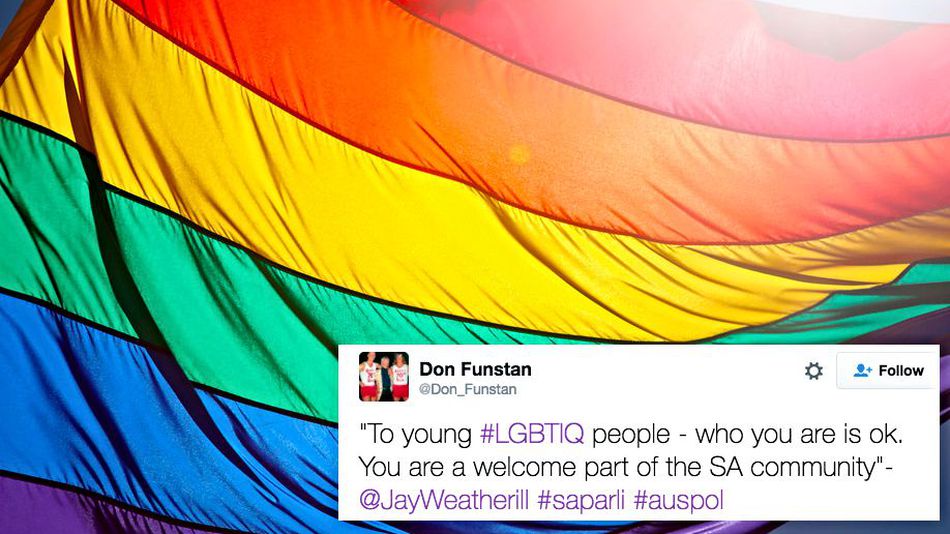 Don Funstan
@Don_Funstan
Follow
"To young #LGBTIQ people - who you are is ok.
You are a welcome part of the SA community"-
@JayWeatherill #saparli #auspol